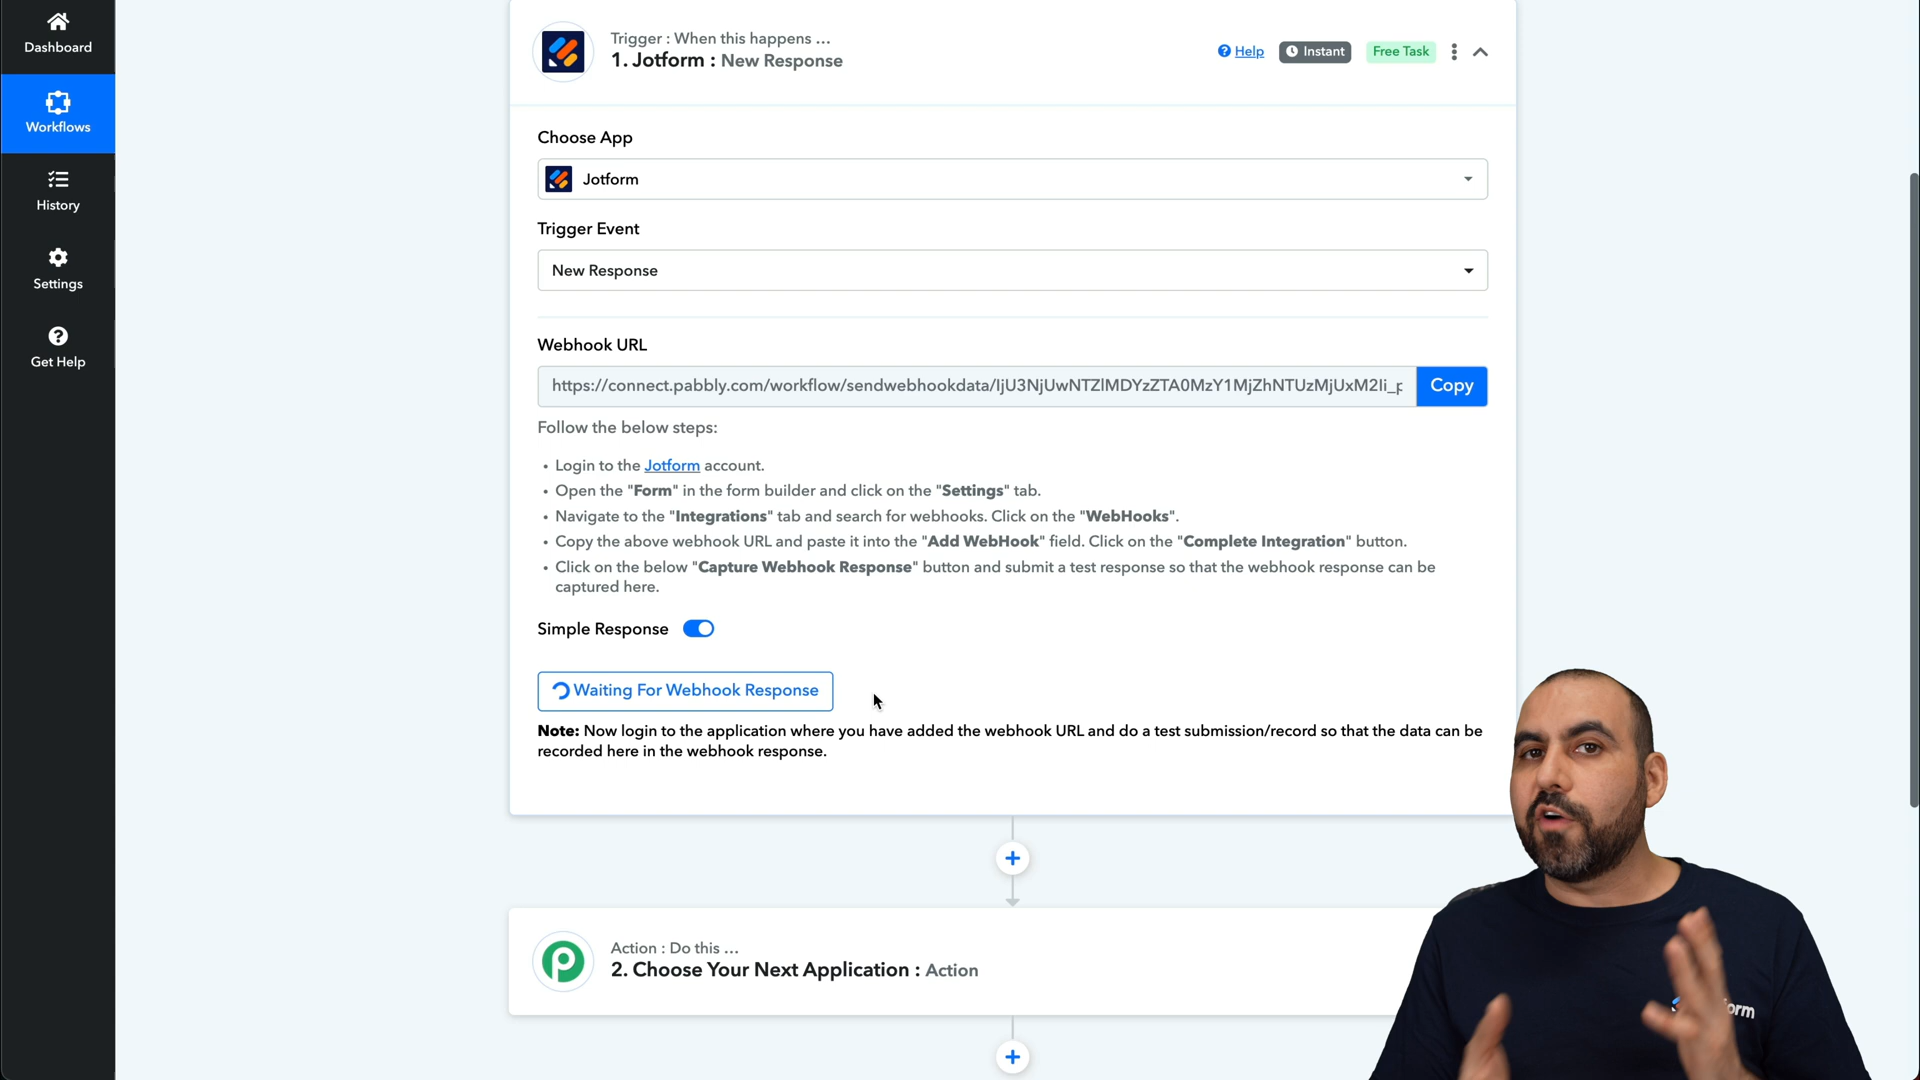 Dashboard
Workflows
History
Settings
Get Help
Trigger : When this happens ...
1. Jotform : New Response
Help
Instant
Free Task
Choose App
Jotform
Trigger Event
New Response
Webhook URL
https://connect.pabbly.com/workflow/sendwebhookdata/IjU3NjUwNTZlMDYzZTA0MzY1MjZhNTUzMjUxM2Ii_p
Copy
Follow the below steps:
• Login to the Jotform account.
• Open the "Form" in the form builder and click on the "Settings" tab.
• Navigate to the "Integrations" tab and search for webhooks. Click on the "WebHooks".
• Copy the above webhook URL and paste it into the "Add WebHook" field. Click on the "Complete Integration" button.
• Click on the below "Capture Webhook Response" button and submit a test response so that the webhook response can be
captured here.
Simple Response
Waiting For Webhook Response
Note: Now login to the application where you have added the webhook URL and do a test submission/record so that the data can be
recorded here in the webhook response.
Action : Do this ...
2. Choose Your Next Application : Action